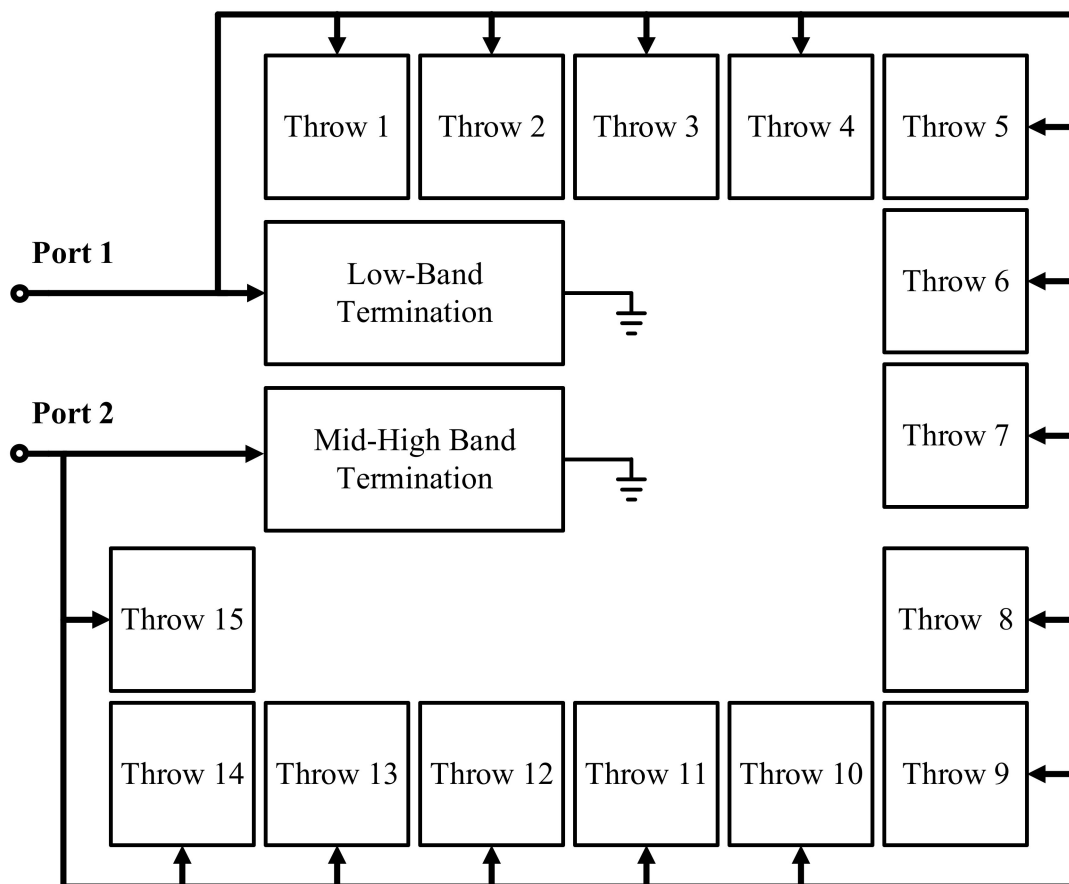 Throw 1
Throw 2
Throw 3
Throw 4
Throw 5
Port 1
Low-Band
Termination
Throw 6
Port 2
Mid-High Band
Termination
Throw 7
Throw 15
Throw 8
Throw 14
Throw 13
Throw 12
Throw 11
Throw 10
Throw 9